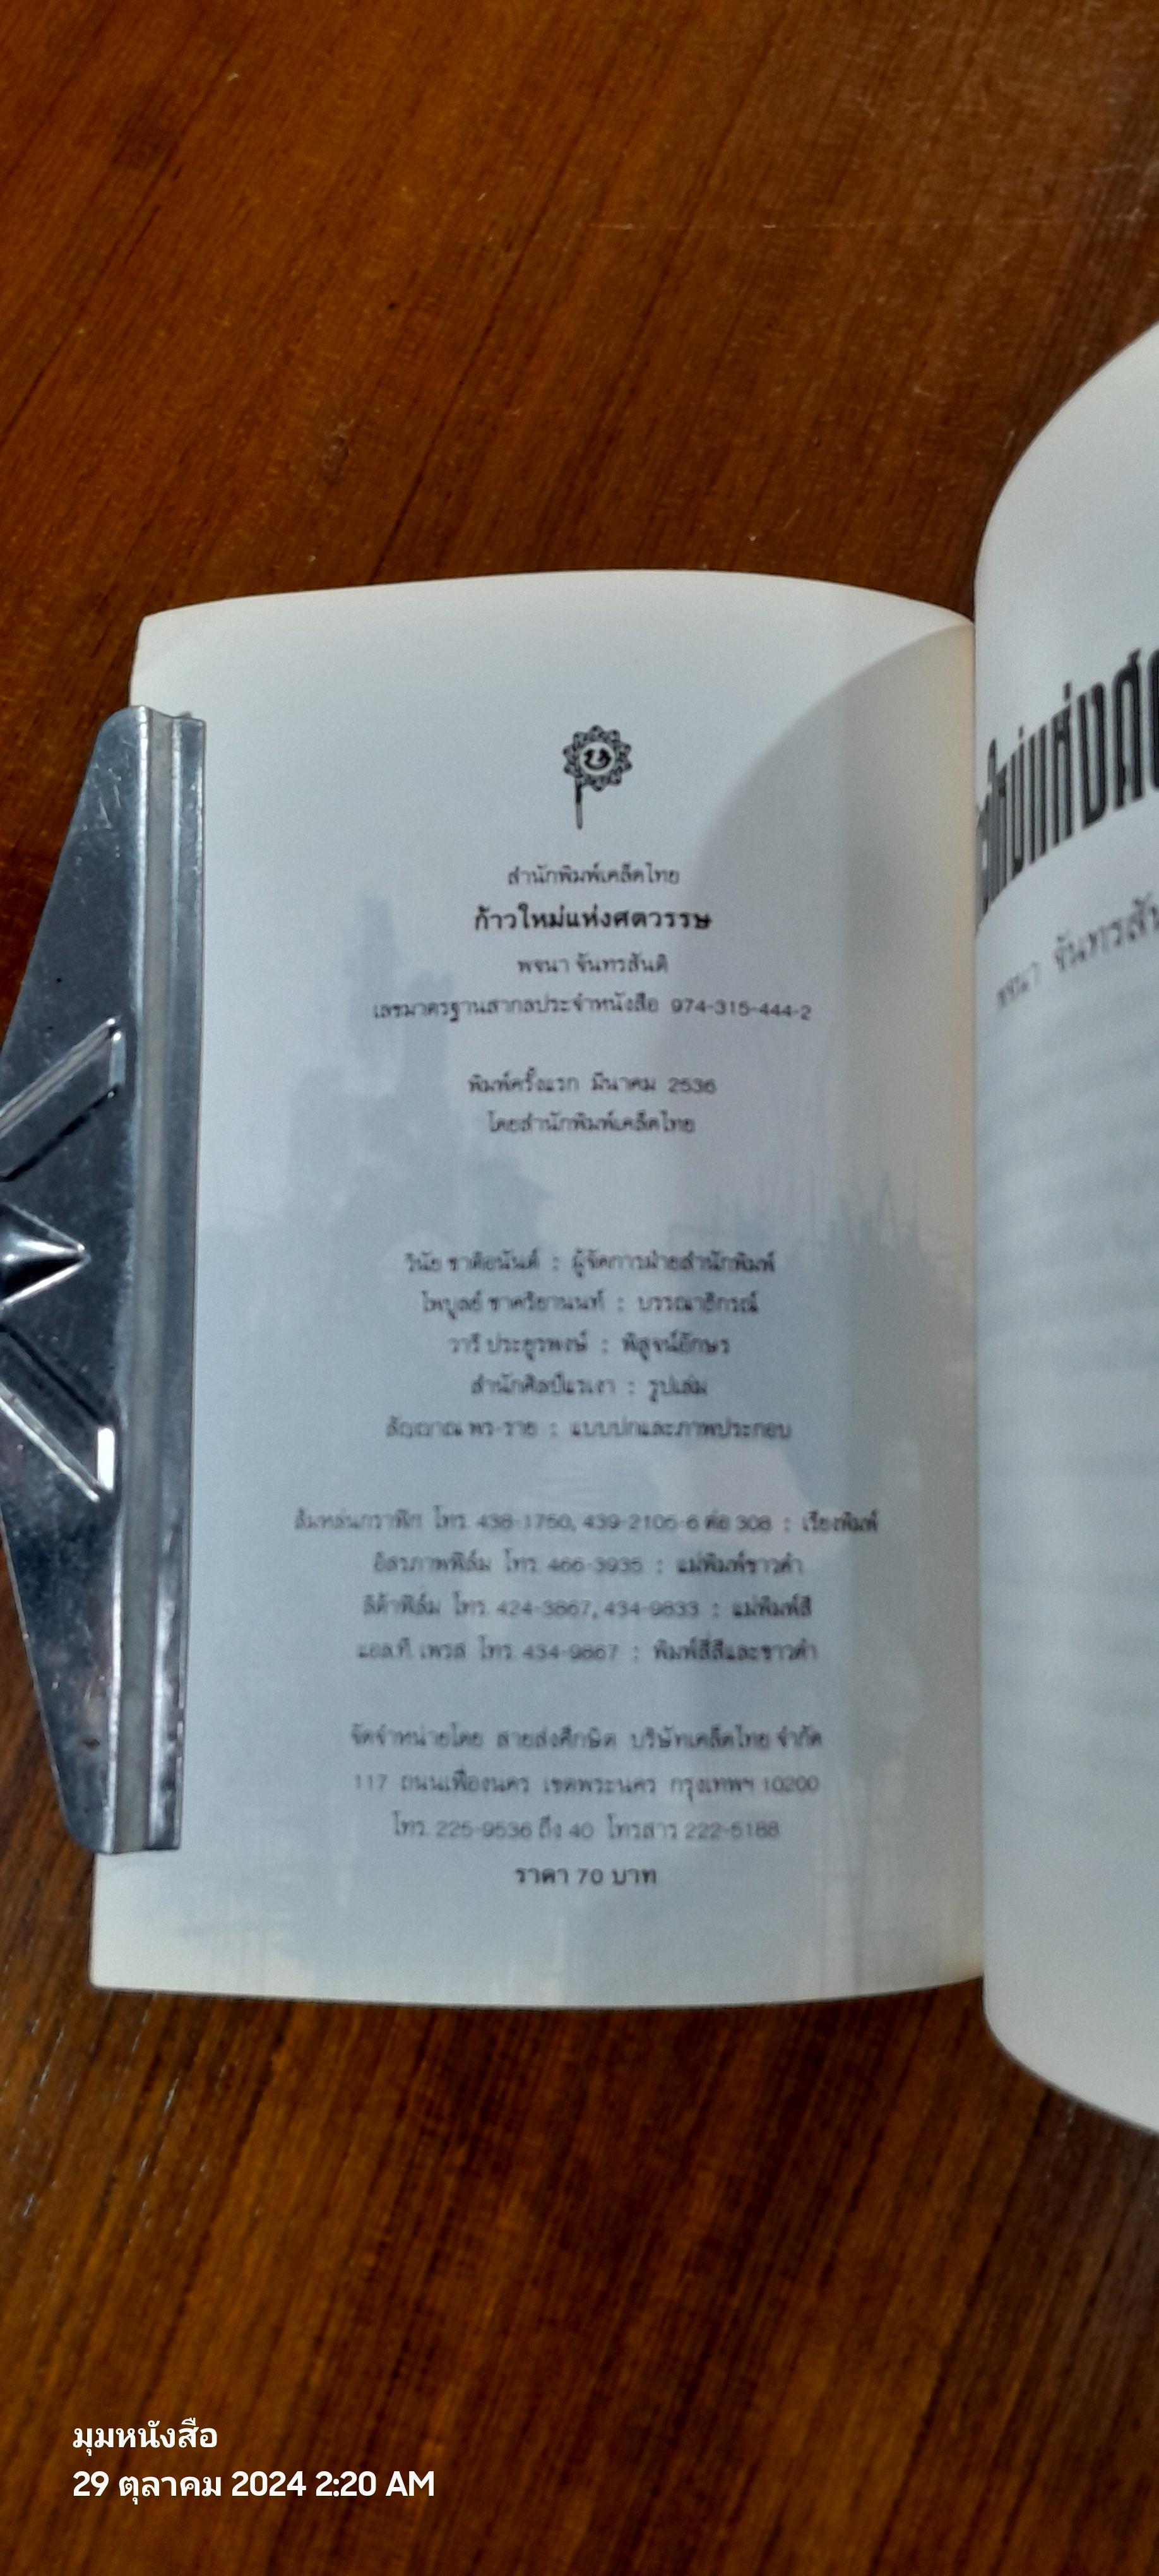 สำนักพิมพ์เคล็ดไทย
ก้าวใหม่แห่งศตวรรษ
พจนา จันทรสันติ
เลขมาตรฐานสากลประจำหนังสือ 974-315-444-2
พิมพ์ครั้งแรก มีนาคม 2536
โดยสำนักพิมพ์เคล็ดไทย
วินัย ชาติอนันต์ : ผู้จัดการฝ่ายสำนักพิมพ์
ไพบูลย์ ชาครียานนท์ : บรรณาธิกรณ์
วารี ประยูรพงษ์ : พิสูจน์อักษร
สำนักศิลป์แรเงา : รูปเล่ม
สัญญาณ พร-ราย : แบบปกและภาพประกอบ
ส้มหล่นกราฟิก โทร. 438-1750, 439-2105-6 ต่อ 308 : เรียงพิมพ์
อิสรภาพฟิล์ม โทร. 466-3935 : แม่พิมพ์ขาวดำ
ฟิล์ม โทร. 424-3867, 434-9833 : แม่พิมพ์สี
แอล.ที. เพรส โทร. 434-9867 : พิมพ์สี่สีและขาวดำ
จัดจำหน่ายโดย สายส่งศึกษิต บริษัทเคล็ดไทย จำกัด
117 ถนนเฟื่องนคร เขตพระนคร กรุงเทพฯ 10200
โทร. 225-9536 ถึง 40 โทรสาร 222-5188
ราคา 70 บาท
พจนา จันทรสัน
มุมหนังสือ
29 ตุลาคม 2024 2:20 AM